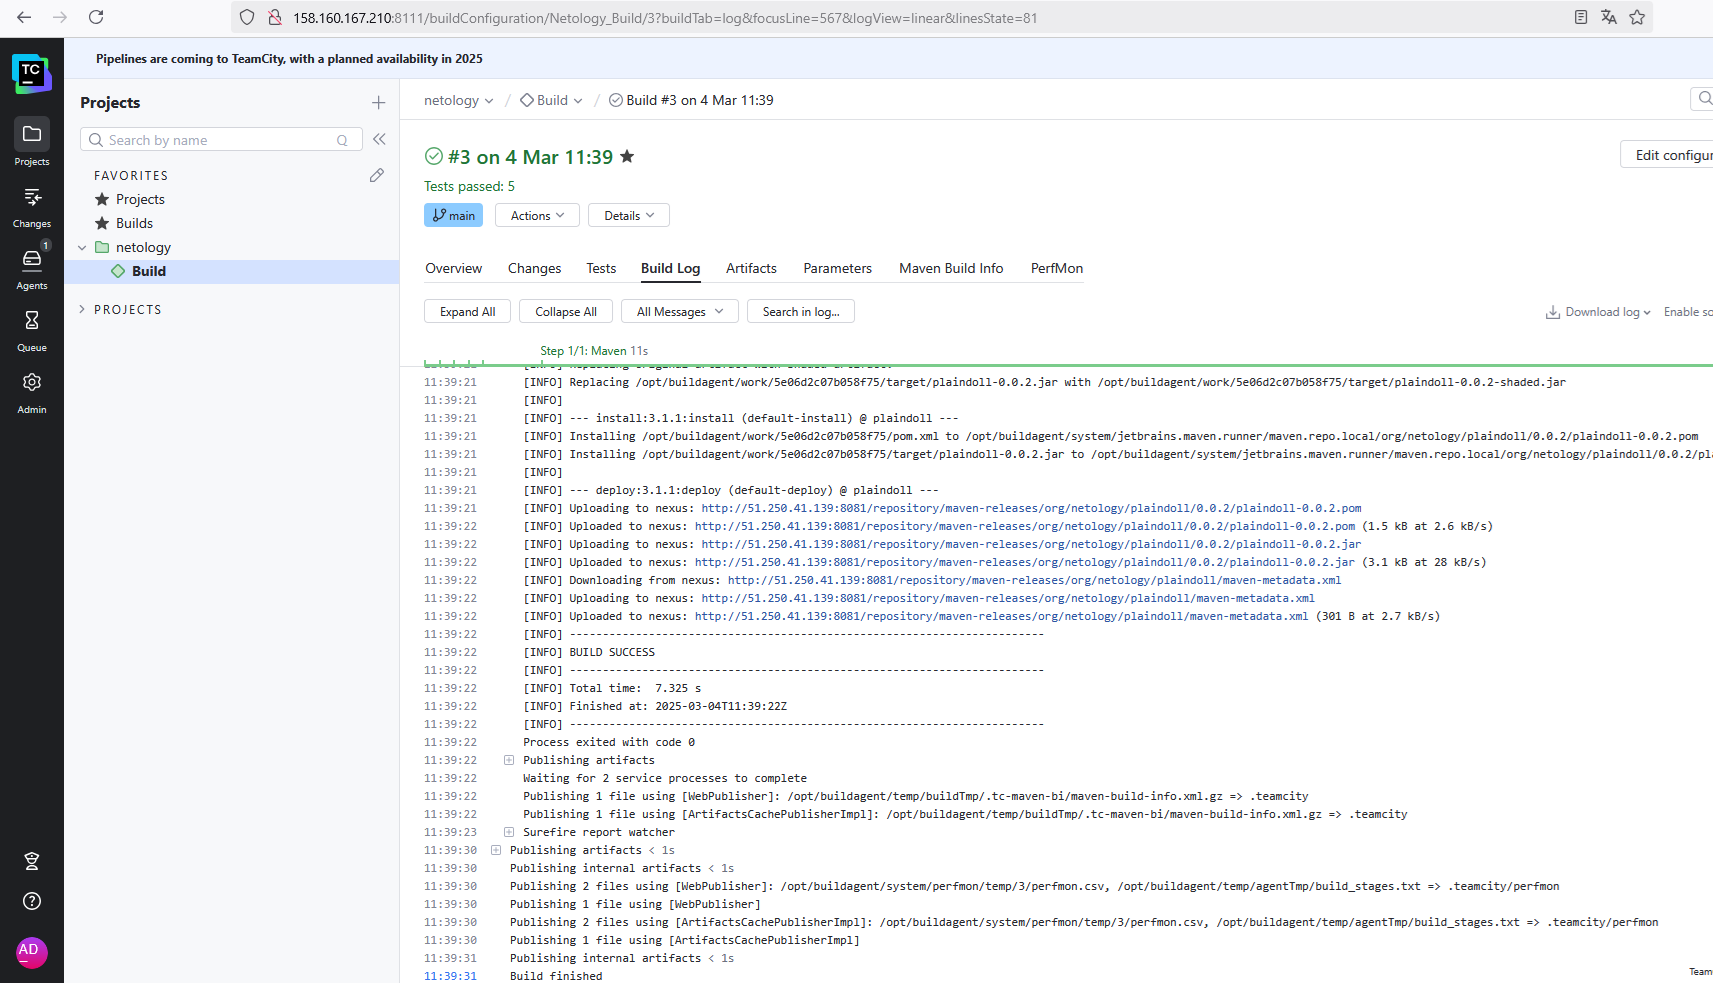 158.160.167.210:8111/buildConfiguration/Netology_Build/3?buildTab=log&focusLine=567&logView=linear&linesState=81
Pipelines are coming to TeamCity, with a planned availability in 2025
TC
Projects
Changes
1
Agents
Queue
Admin
AD
Projects
Search by name
Q
FAVORITES
Projects
Builds
netology
Build
PROJECTS
netology / Build / Build #3 on 4 Mar 11:39
#3 on 4 Mar 11:39
Edit configur
Tests passed: 5
main Actions Details
Overview Changes Tests Build Log Artifacts Parameters Maven Build Info PerfMon
Expand All Collapse All All Messages Search in log... Download log Enable sc
Step 1/1: Maven 11s
11:39:21 [INFO] Replacing /opt/buildagent/work/5e06d2c07b058f75/target/plaindoll-0.0.2.jar with /opt/buildagent/work/5e06d2c07b058f75/target/plaindoll-0.0.2-shaded.jar
11:39:21 [INFO]
11:39:21 [INFO] --- install:3.1.1:install (default-install) @ plaindoll ---
11:39:21 [INFO] Installing /opt/buildagent/work/5e06d2c07b058f75/pom.xml to /opt/buildagent/system/jetbrains.maven.runner/maven.repo.local/org/netology/plaindoll/0.0.2/plaindoll-0.0.2.pom
11:39:21 [INFO] Installing /opt/buildagent/work/5e06d2c07b058f75/target/plaindoll-0.0.2.jar to /opt/buildagent/system/jetbrains.maven.runner/maven.repo.local/org/netology/plaindoll/0.0.2/pl
11:39:21 [INFO]
11:39:21 [INFO] --- deploy:3.1.1:deploy (default-deploy) @ plaindoll ---
11:39:21 [INFO] Uploading to nexus: http://51.250.41.139:8081/repository/maven-releases/org/netology/plaindoll/0.0.2/plaindoll-0.0.2.pom
11:39:22 [INFO] Uploaded to nexus: http://51.250.41.139:8081/repository/maven-releases/org/netology/plaindoll/0.0.2/plaindoll-0.0.2.pom (1.5 kB at 2.6 kB/s)
11:39:22 [INFO] Uploading to nexus: http://51.250.41.139:8081/repository/maven-releases/org/netology/plaindoll/0.0.2/plaindoll-0.0.2.jar
11:39:22 [INFO] Uploaded to nexus: http://51.250.41.139:8081/repository/maven-releases/org/netology/plaindoll/0.0.2/plaindoll-0.0.2.jar (3.1 kB at 28 kB/s)
11:39:22 [INFO] Downloading from nexus: http://51.250.41.139:8081/repository/maven-releases/org/netology/plaindoll/maven-metadata.xml
11:39:22 [INFO] Uploading to nexus: http://51.250.41.139:8081/repository/maven-releases/org/netology/plaindoll/maven-metadata.xml
11:39:22 [INFO] Uploaded to nexus: http://51.250.41.139:8081/repository/maven-releases/org/netology/plaindoll/maven-metadata.xml (301 B at 2.7 kB/s)
11:39:22 [INFO] ------------------------------------------------------------------------
11:39:22 [INFO] BUILD SUCCESS
11:39:22 [INFO] ------------------------------------------------------------------------
11:39:22 [INFO] Total time:  7.325 s
11:39:22 [INFO] Finished at: 2025-03-04T11:39:22Z
11:39:22 [INFO] ------------------------------------------------------------------------
11:39:22 Process exited with code 0
11:39:22 Publishing artifacts
11:39:22 Waiting for 2 service processes to complete
11:39:22 Publishing 1 file using [WebPublisher]: /opt/buildagent/temp/buildTmp/.tc-maven-bi/maven-build-info.xml.gz => .teamcity
11:39:22 Publishing 1 file using [ArtifactsCachePublisherImpl]: /opt/buildagent/temp/buildTmp/.tc-maven-bi/maven-build-info.xml.gz => .teamcity
11:39:23 Surefire report watcher
11:39:30 Publishing artifacts < 1s
11:39:30 Publishing internal artifacts < 1s
11:39:30 Publishing 2 files using [WebPublisher]: /opt/buildagent/system/perfmon/temp/3/perfmon.csv, /opt/buildagent/temp/agentTmp/build_stages.txt => .teamcity/perfmon
11:39:30 Publishing 1 file using [WebPublisher]
11:39:30 Publishing 2 files using [ArtifactsCachePublisherImpl]: /opt/buildagent/system/perfmon/temp/3/perfmon.csv, /opt/buildagent/temp/agentTmp/build_stages.txt => .teamcity/perfmon
11:39:30 Publishing 1 file using [ArtifactsCachePublisherImpl]
11:39:31 Publishing internal artifacts < 1s
11:39:31 Build finished
Team